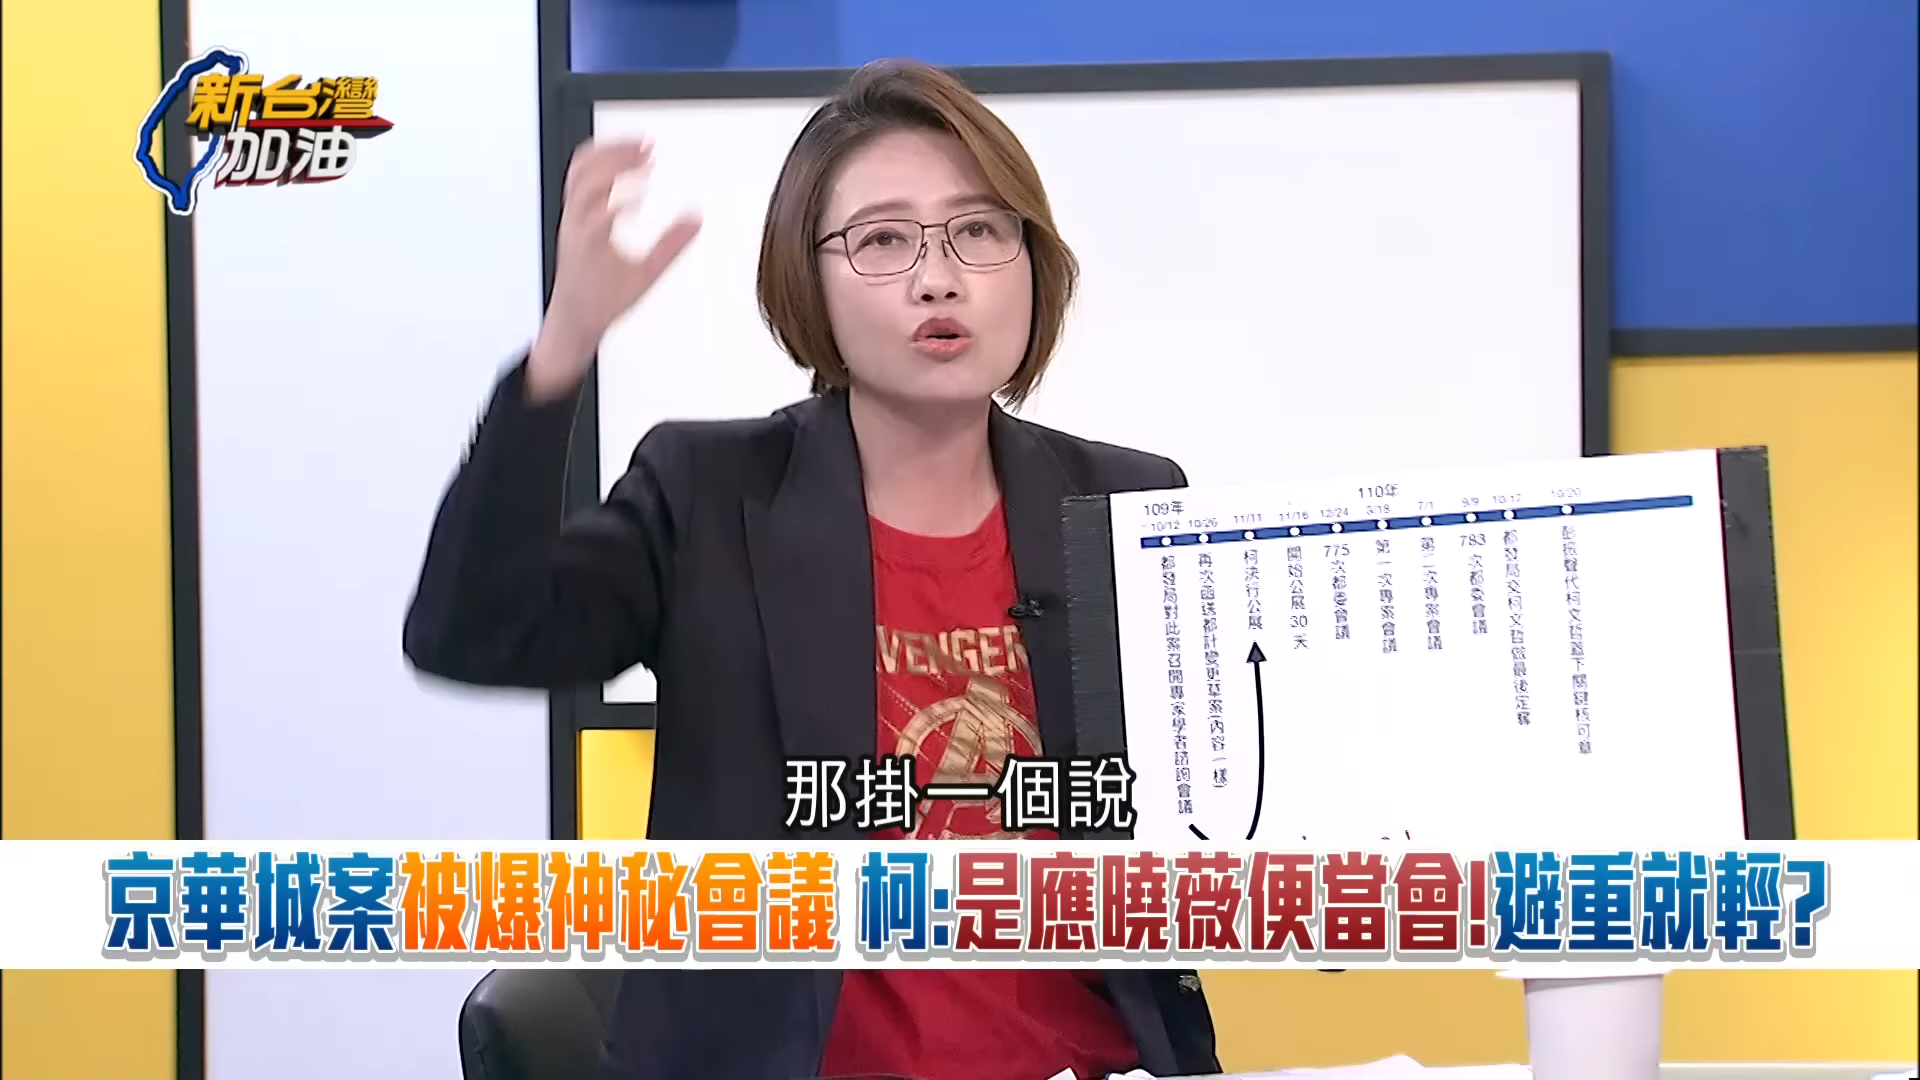 新台灣
加油
109年
110年
10/12 10/26 11/11 11/16 12/24 3/18 7/1 9/9 10/17 10/20
都發局對此案召開專家學者諮詢會議
再次函送都計變更草案(內容一樣)
柯決行公展
開始公展30天
775次都委會議
第一次專案會議
第二次專案會議
783次都委會議
都發局交柯文哲做最後定奪
彭振聲代柯文哲蓋下關鍵核可章
VENGER
那掛一個說
京華城案被爆神秘會議 柯:是應曉薇便當會!避重就輕?